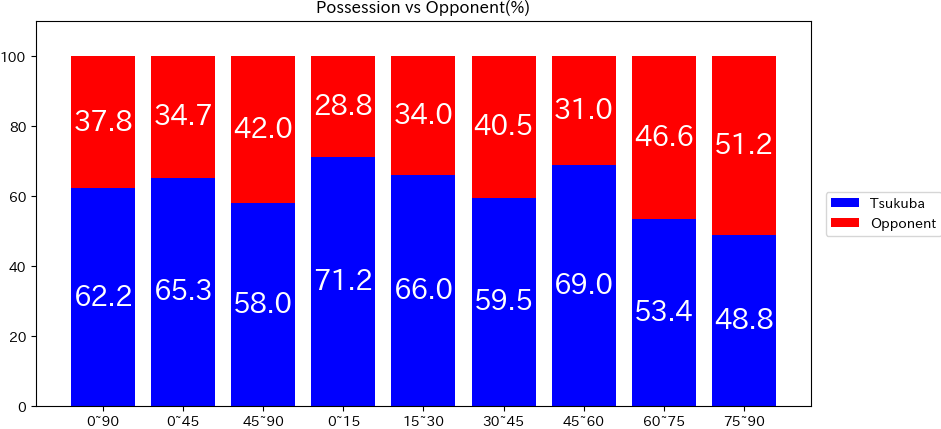 Possession vs Opponent(%)
100
80
60
40
20
0
37.8 34.7 42.0 28.8 34.0 40.5 31.0 46.6 51.2
62.2 65.3 58.0 71.2 66.0 59.5 69.0 53.4 48.8
0~90 0~45 45~90 0~15 15~30 30~45 45~60 60~75 75~90
Tsukuba
Opponent